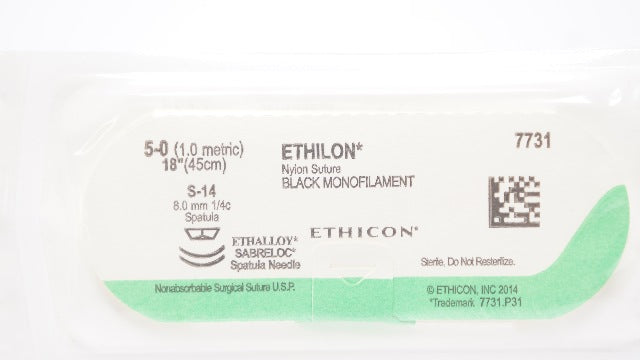 5-0 (1.0 metric)
18"(45cm)
S-14
8.0 mm 1/4c
Spatula
ETHALLOY*
SABRELOC*
Spatula Needle
Nonabsorbable Surgical Suture U.S.P.
ETHILON*
Nylon Suture
BLACK MONOFILAMENT
ETHICON*
7731
Sterile. Do Not Resterilize.
© ETHICON, INC 2014
*Trademark 7731.P31